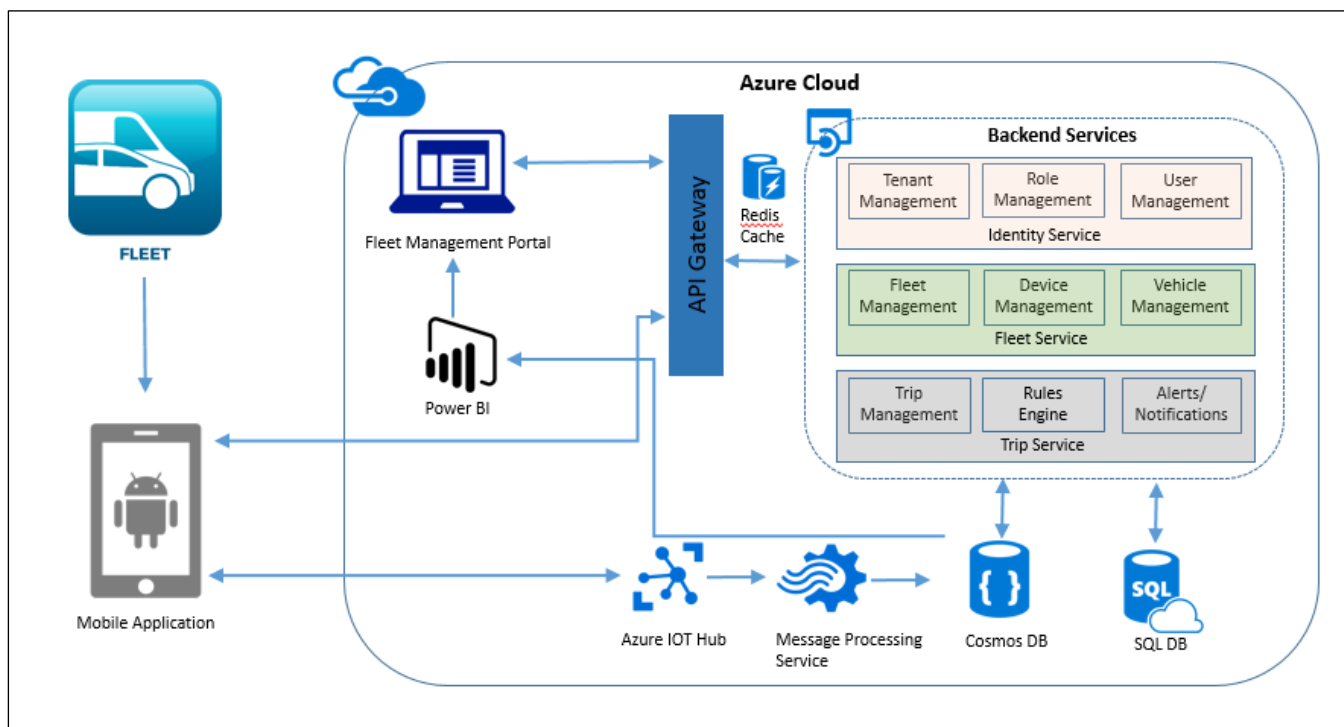 Azure Cloud
FLEET
Mobile Application
Fleet Management Portal
Power BI
API Gateway
Redis
Cache
Backend Services
Tenant
Management
Role
Management
User
Management
Identity Service
Fleet
Management
Device
Management
Vehicle
Management
Fleet Service
Trip
Management
Rules
Engine
Alerts/
Notifications
Trip Service
Azure IOT Hub
Message Processing
Service
{ }
Cosmos DB
SQL
SQL DB